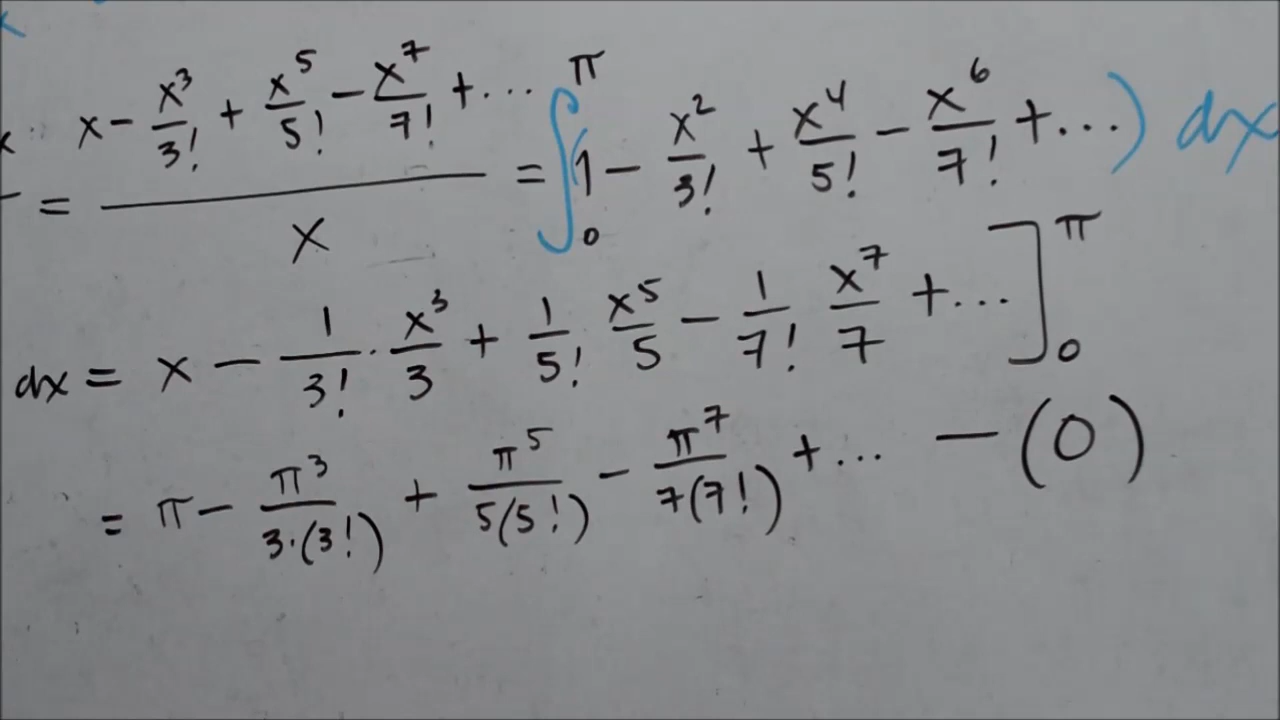 = (x - x³/3! + x⁵/5! - x⁷/7! + ...)/x = ∫₀^π (1 - x²/3! + x⁴/5! - x⁶/7! + ...) dx
dx = x - 1/3! · x³/3 + 1/5! x⁵/5 - 1/7! x⁷/7 + ... ]₀^π
= π - π³/3·(3!) + π⁵/5(5!) - π⁷/7(7!) + ... - (0)